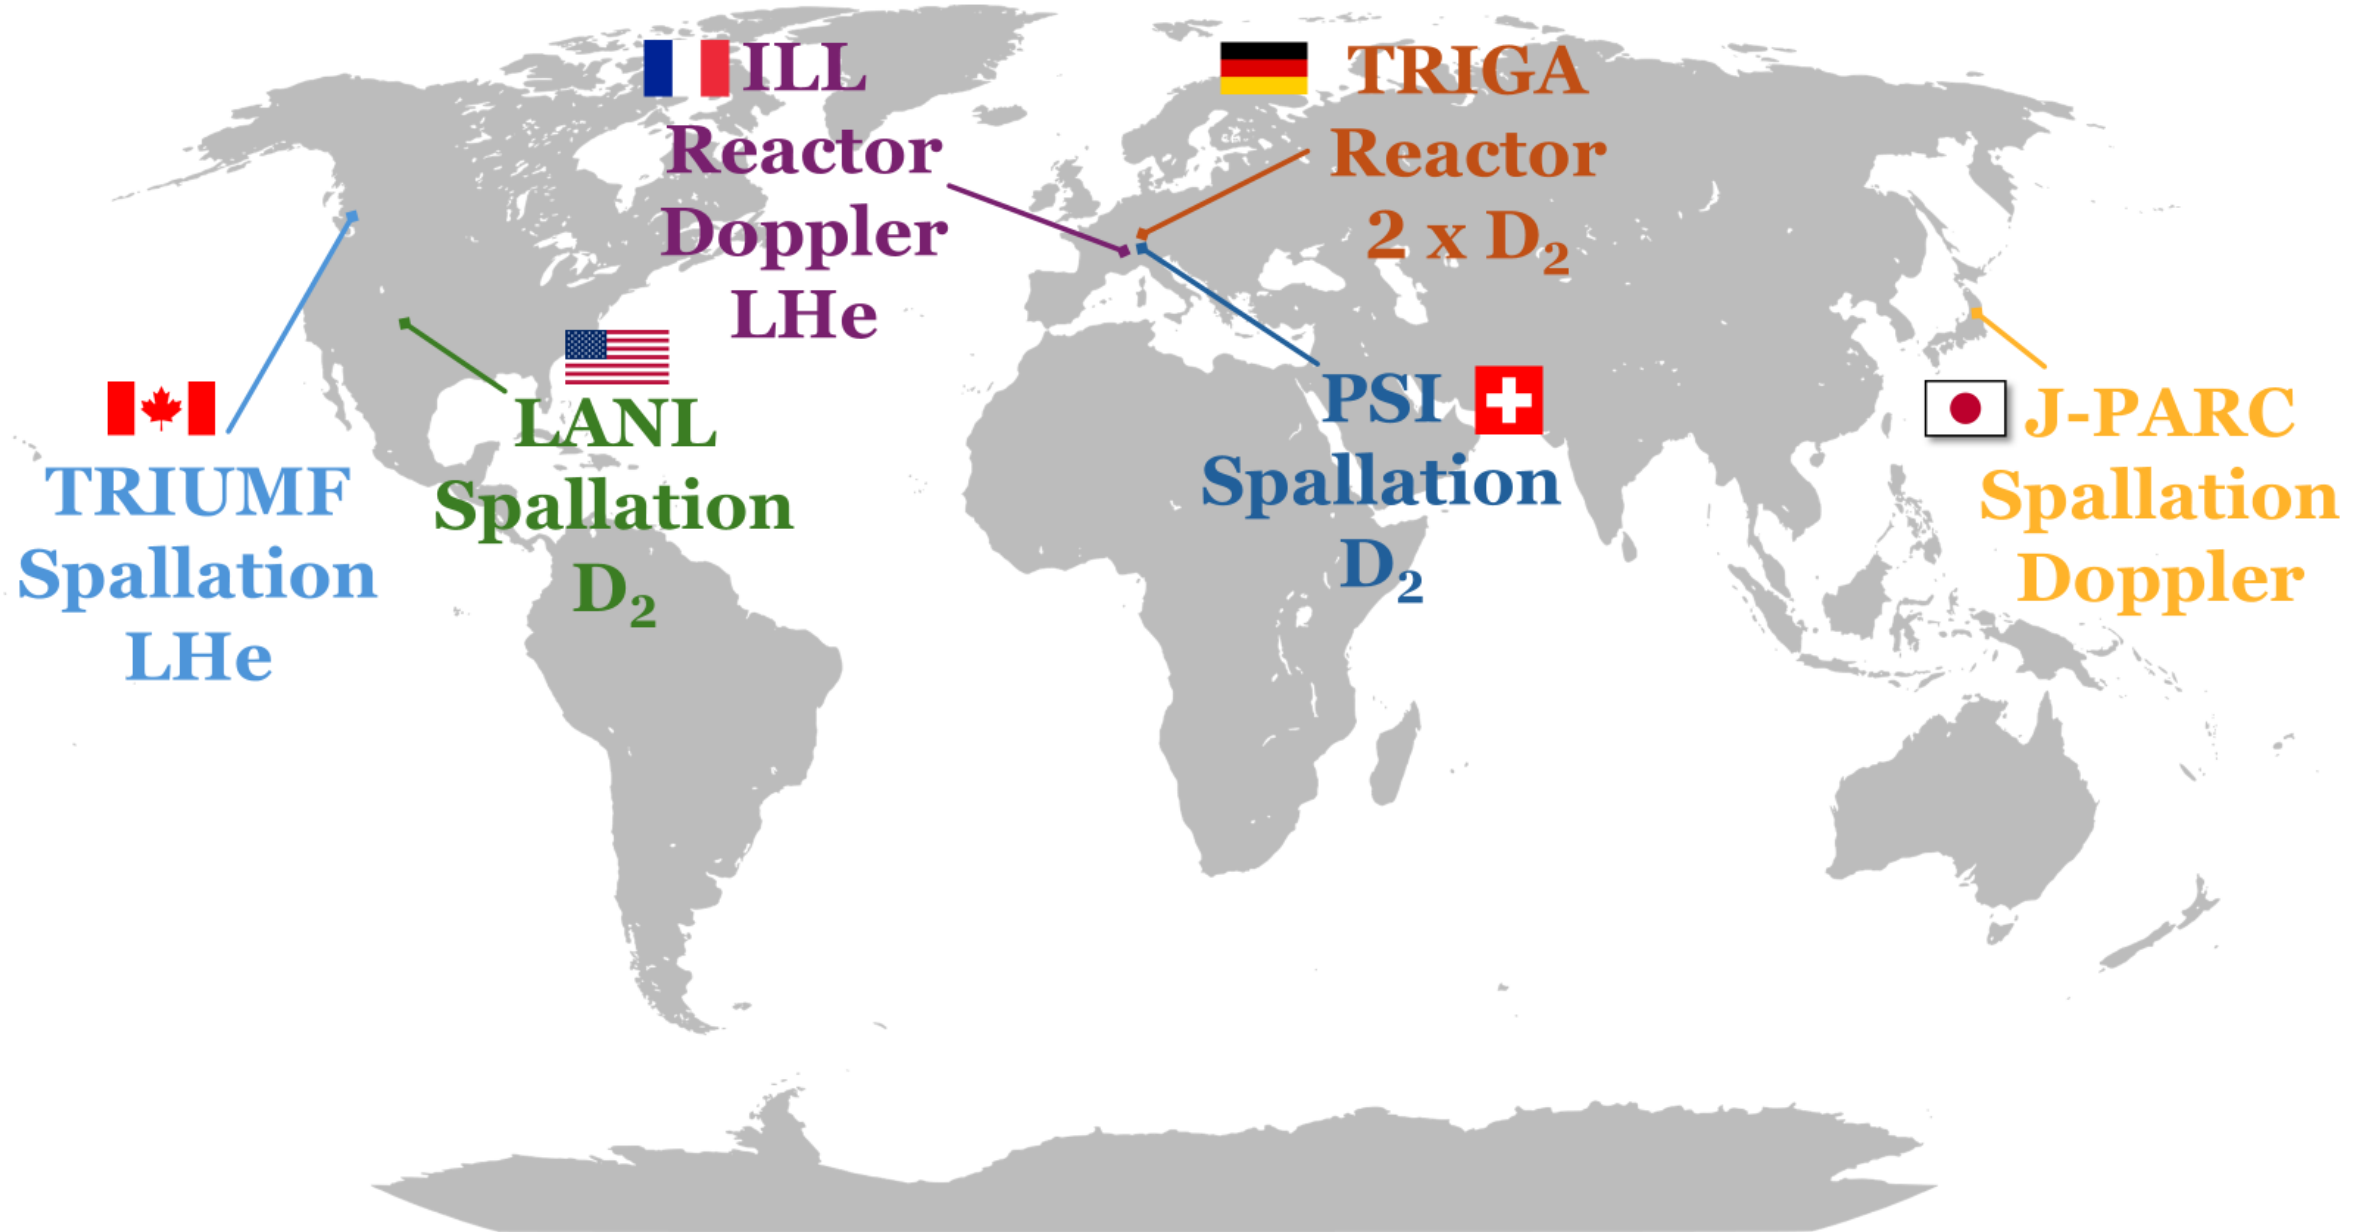 ILL
Reactor
Doppler
LHe
TRIGA
Reactor
2 x D₂
TRIUMF
Spallation
LHe
LANL
Spallation
D₂
PSI
Spallation
D₂
J-PARC
Spallation
Doppler